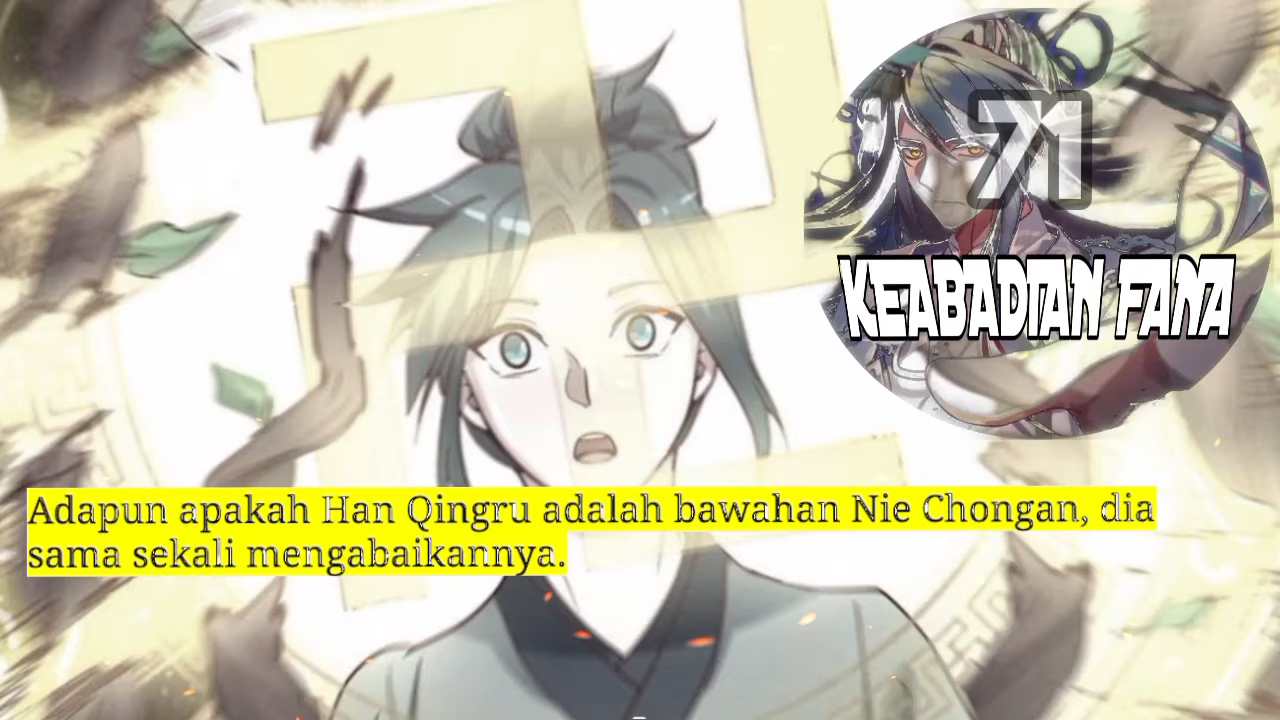 71
KEABADIAN FANA
Adapun apakah Han Qingru adalah bawahan Nie Chongan, dia
sama sekali mengabaikannya.